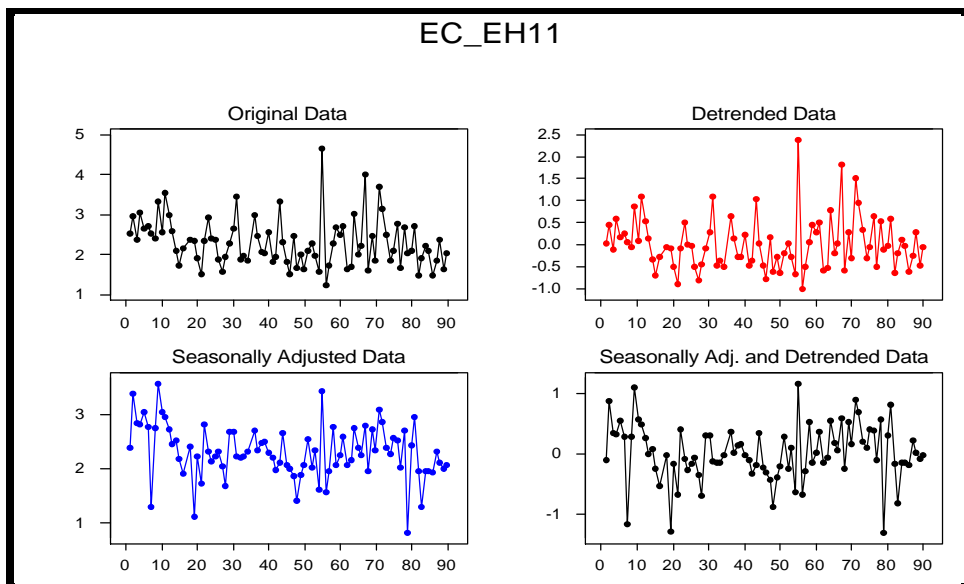 EC_EH11
Original Data
5
4
3
2
1
0 10 20 30 40 50 60 70 80 90
Detrended Data
2.5
2.0
1.5
1.0
0.5
0.0
-0.5
-1.0
0 10 20 30 40 50 60 70 80 90
Seasonally Adjusted Data
3
2
1
0 10 20 30 40 50 60 70 80 90
Seasonally Adj. and Detrended Data
1
0
-1
0 10 20 30 40 50 60 70 80 90